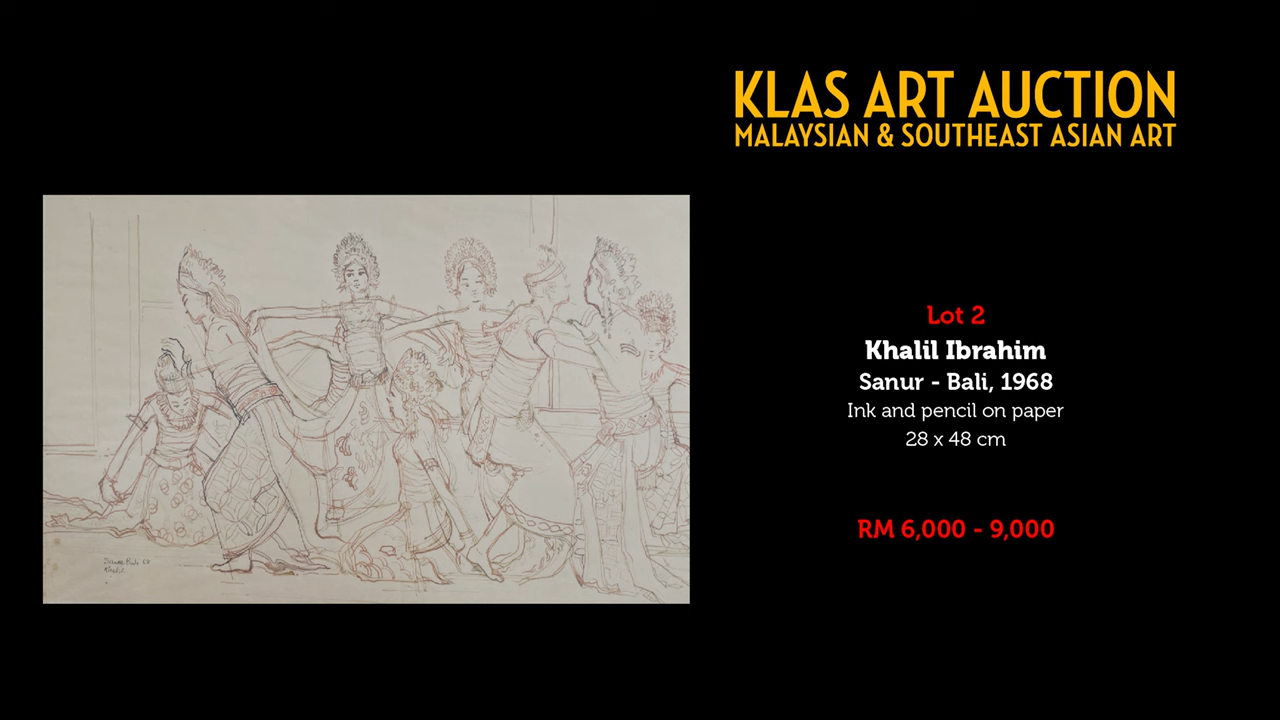 KLAS ART AUCTION
MALAYSIAN & SOUTHEAST ASIAN ART
Lot 2
Khalil Ibrahim
Sanur - Bali, 1968
Ink and pencil on paper
28 x 48 cm
RM 6,000 - 9,000